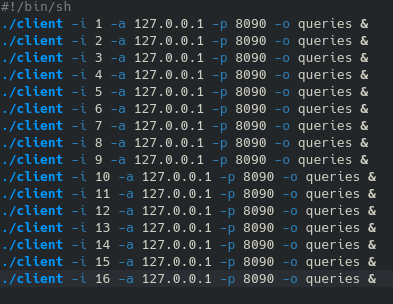 #!/bin/sh
./client -i 1 -a 127.0.0.1 -p 8090 -o queries &
./client -i 2 -a 127.0.0.1 -p 8090 -o queries &
./client -i 3 -a 127.0.0.1 -p 8090 -o queries &
./client -i 4 -a 127.0.0.1 -p 8090 -o queries &
./client -i 5 -a 127.0.0.1 -p 8090 -o queries &
./client -i 6 -a 127.0.0.1 -p 8090 -o queries &
./client -i 7 -a 127.0.0.1 -p 8090 -o queries &
./client -i 8 -a 127.0.0.1 -p 8090 -o queries &
./client -i 9 -a 127.0.0.1 -p 8090 -o queries &
./client -i 10 -a 127.0.0.1 -p 8090 -o queries &
./client -i 11 -a 127.0.0.1 -p 8090 -o queries &
./client -i 12 -a 127.0.0.1 -p 8090 -o queries &
./client -i 13 -a 127.0.0.1 -p 8090 -o queries &
./client -i 14 -a 127.0.0.1 -p 8090 -o queries &
./client -i 15 -a 127.0.0.1 -p 8090 -o queries &
./client -i 16 -a 127.0.0.1 -p 8090 -o queries &